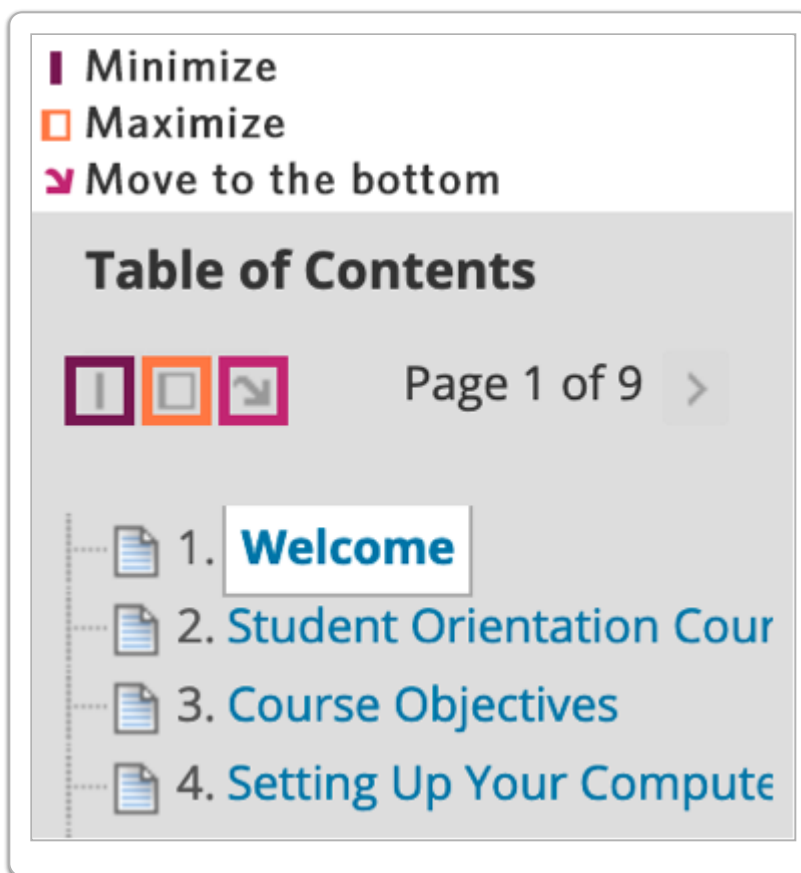 Minimize
Maximize
Move to the bottom
Table of Contents
Page 1 of 9
1. Welcome
2. Student Orientation Cour
3. Course Objectives
4. Setting Up Your Compute